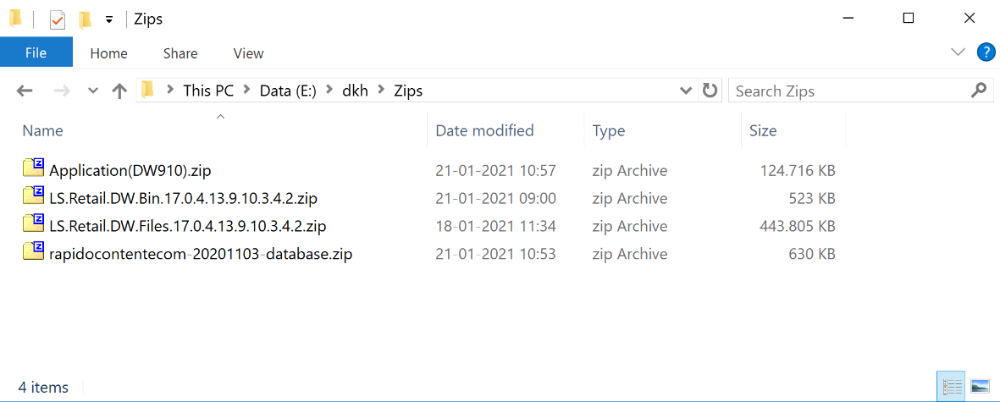 Zips
File Home Share View ?
This PC > Data (E:) > dkh > Zips Search Zips
Name Date modified Type Size
Application(DW910).zip 21-01-2021 10:57 zip Archive 124.716 KB
LS.Retail.DW.Bin.17.0.4.13.9.10.3.4.2.zip 21-01-2021 09:00 zip Archive 523 KB
LS.Retail.DW.Files.17.0.4.13.9.10.3.4.2.zip 18-01-2021 11:34 zip Archive 443.805 KB
rapidocontentecom-20201103-database.zip 21-01-2021 10:53 zip Archive 630 KB
4 items